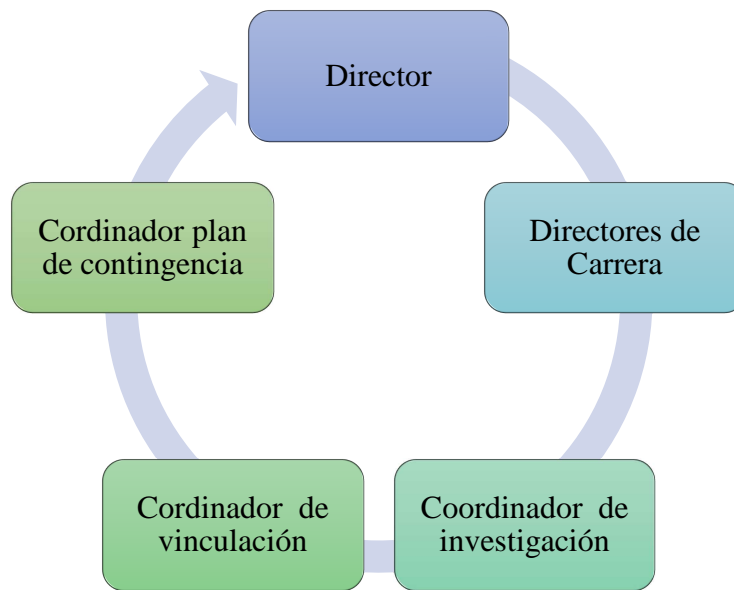 Director
Directores de
Carrera
Coordinador de
investigación
Cordinador de
vinculación
Cordinador plan
de contingencia